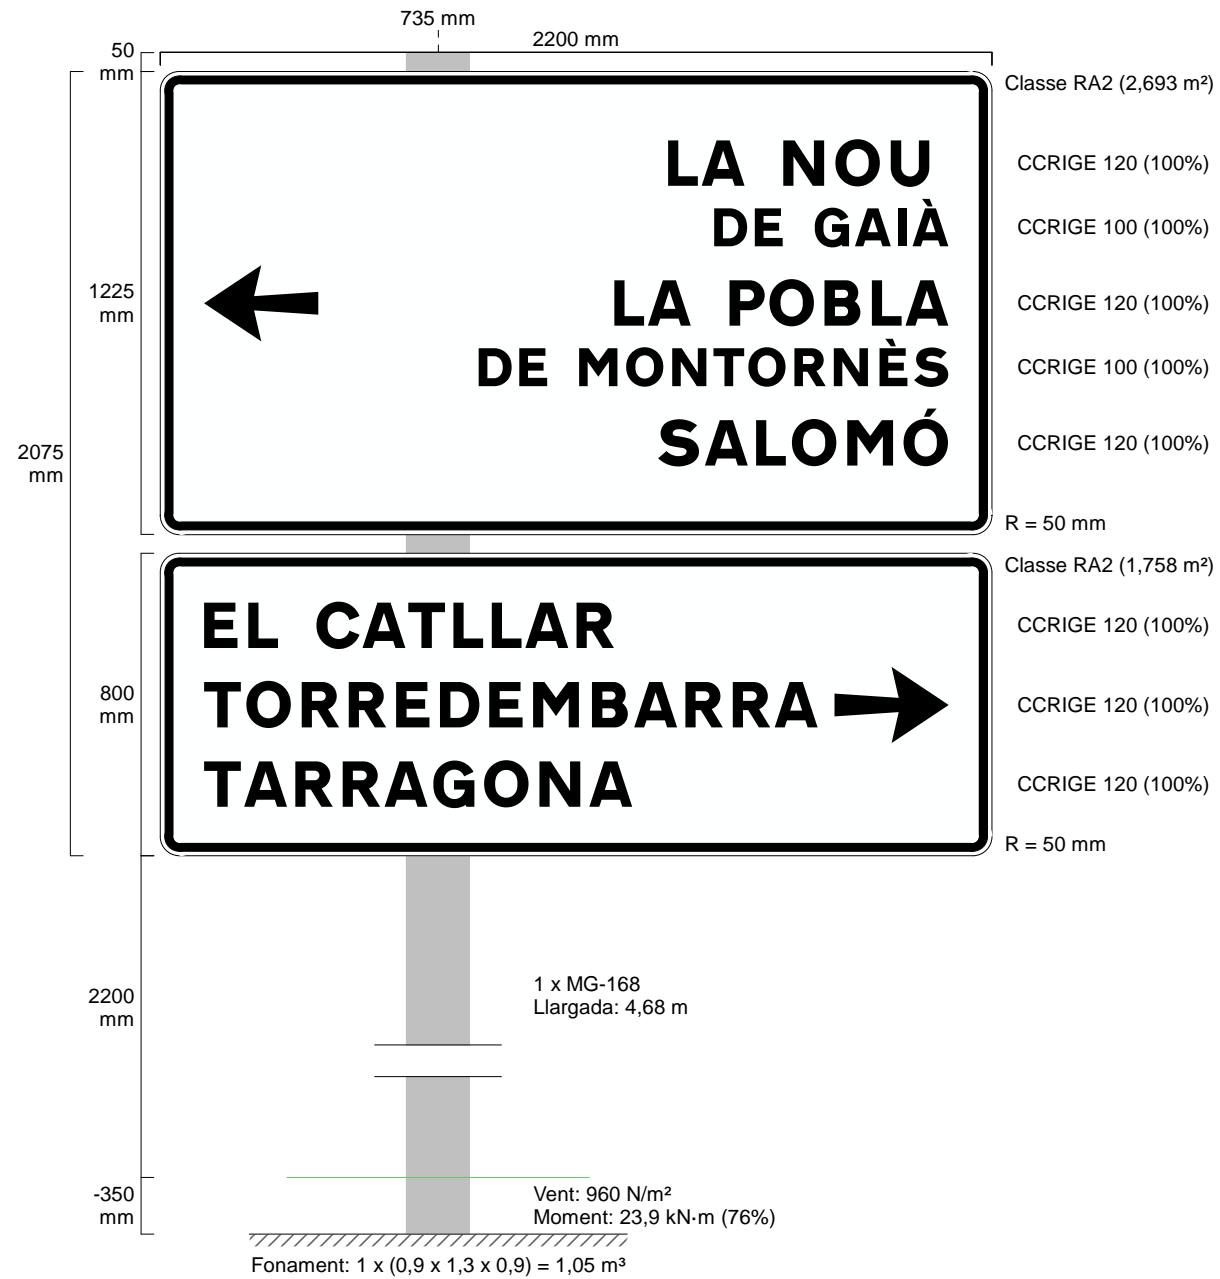 735 mm
2200 mm
50
mm
Classe RA2 (2,693 m²)
LA NOU
CCRIGE 120 (100%)
DE GAIÀ
CCRIGE 100 (100%)
1225
mm
LA POBLA
CCRIGE 120 (100%)
DE MONTORNÈS
CCRIGE 100 (100%)
SALOMÓ
CCRIGE 120 (100%)
2075
mm
R = 50 mm
Classe RA2 (1,758 m²)
EL CATLLAR
CCRIGE 120 (100%)
800
mm
TORREDEMBARRA
CCRIGE 120 (100%)
TARRAGONA
CCRIGE 120 (100%)
R = 50 mm
2200
mm
1 x MG-168
Llargada: 4,68 m
-350
mm
Vent: 960 N/m²
Moment: 23,9 kN·m (76%)
Fonament: 1 x (0,9 x 1,3 x 0,9) = 1,05 m³